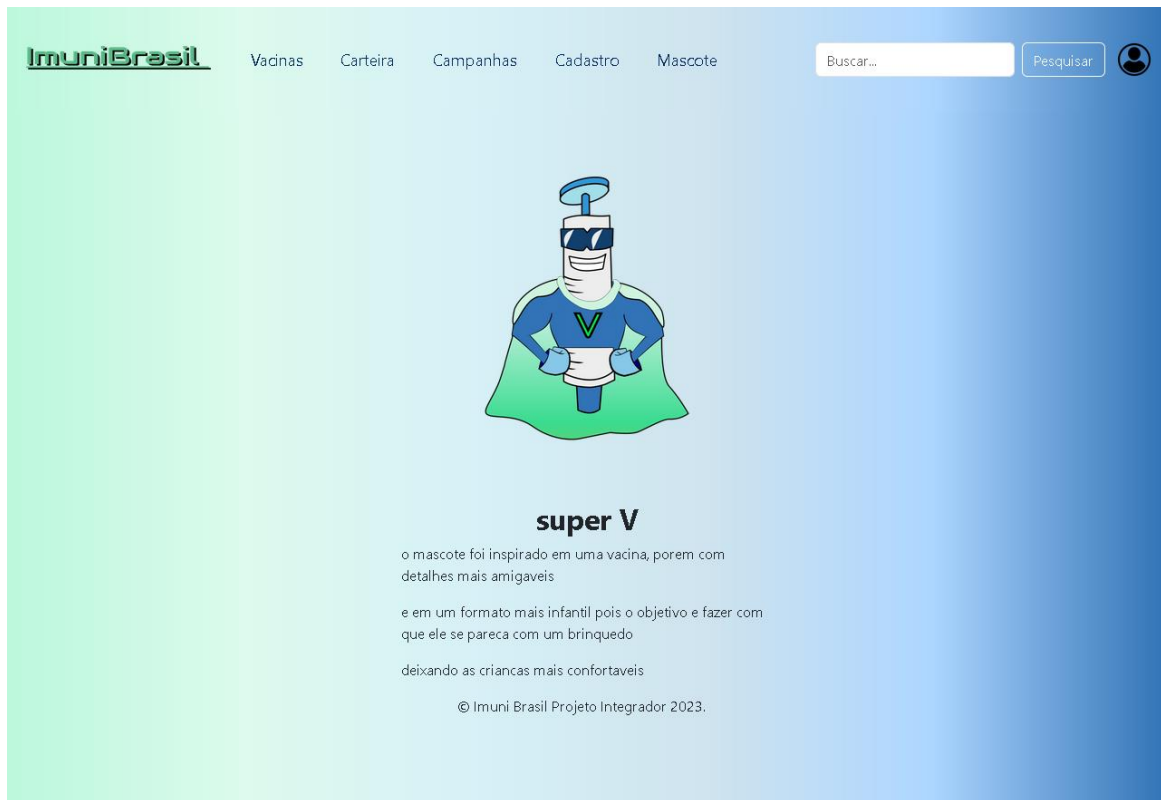 ImuniBrasil
Vacinas
Carteira
Campanhas
Cadastro
Mascote
Buscar...
Pesquisar
V
super V
o mascote foi inspirado em uma vacina, porem com
detalhes mais amigaveis
e em um formato mais infantil pois o objetivo e fazer com
que ele se pareca com um brinquedo
deixando as criancas mais confortaveis
© Imuni Brasil Projeto Integrador 2023.